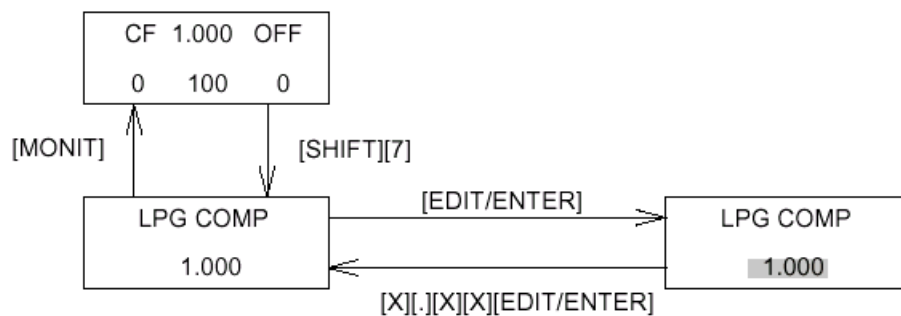 CF 1.000 OFF
0 100 0
[MONIT]
[SHIFT][7]
LPG COMP
1.000
[EDIT/ENTER]
[X][.][X][X][EDIT/ENTER]
LPG COMP
1.000